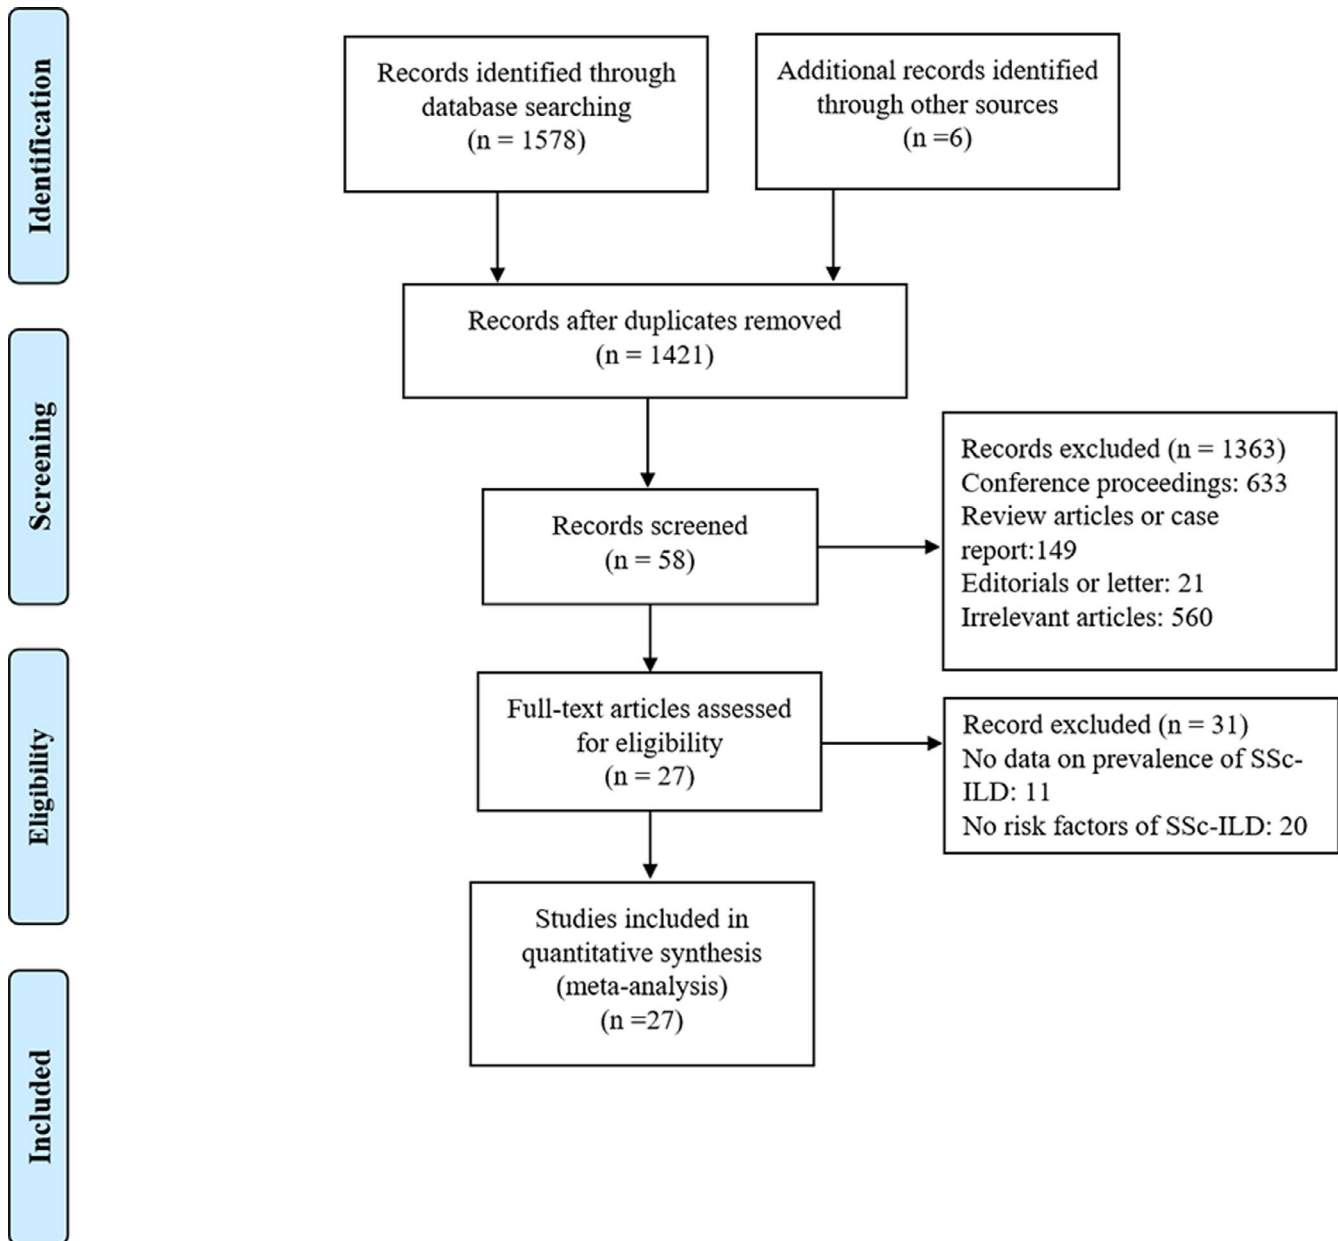 Identification
Records identified through
database searching
(n = 1578)
Additional records identified
through other sources
(n =6)
Records after duplicates removed
(n = 1421)
Screening
Records screened
(n = 58)
Records excluded (n = 1363)
Conference proceedings: 633
Review articles or case
report:149
Editorials or letter: 21
Irrelevant articles: 560
Eligibility
Full-text articles assessed
for eligibility
(n = 27)
Record excluded (n = 31)
No data on prevalence of SSc-
ILD: 11
No risk factors of SSc-ILD: 20
Included
Studies included in
quantitative synthesis
(meta-analysis)
(n =27)